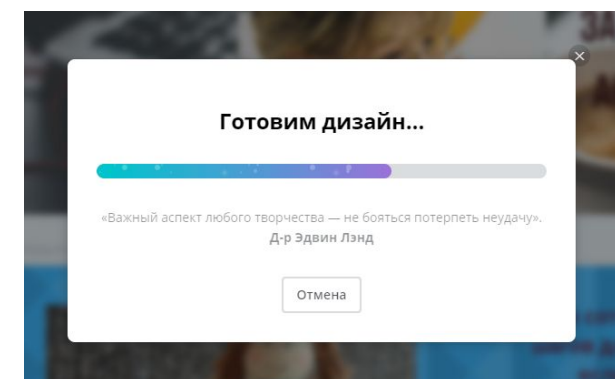 Готовим дизайн...
«Важный аспект любого творчества — не бояться потерпеть неудачу».
Д-р Эдвин Лэнд
Отмена